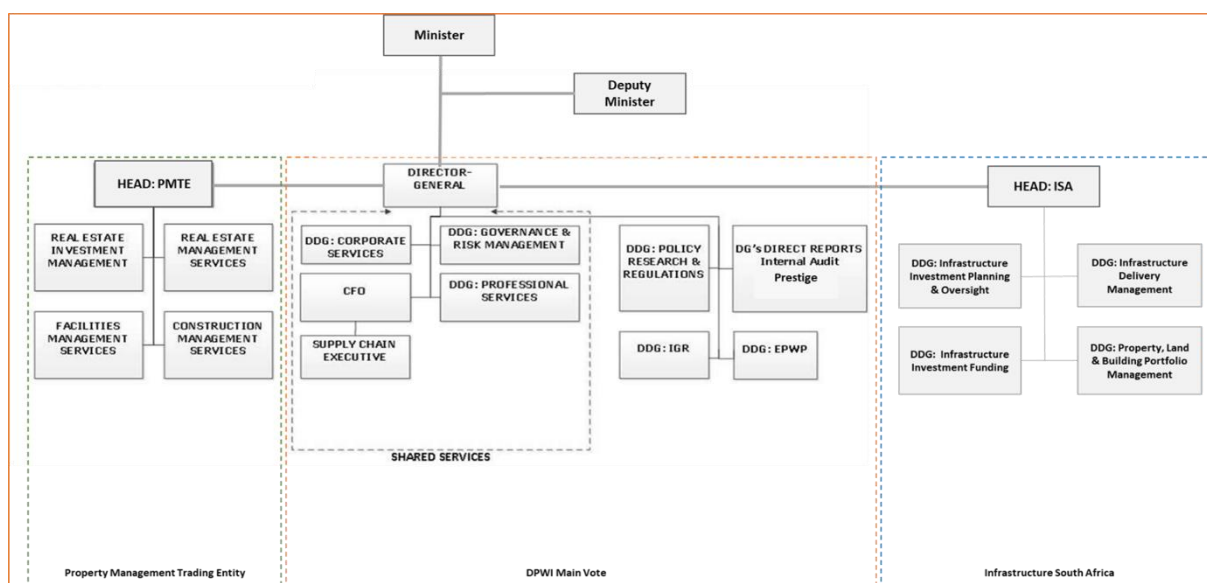 Minister
Deputy
Minister
HEAD: PMTE
DIRECTOR-
GENERAL
HEAD: ISA
REAL ESTATE
INVESTMENT
MANAGEMENT
REAL ESTATE
MANAGEMENT
SERVICES
FACILITIES
MANAGEMENT
SERVICES
CONSTRUCTION
MANAGEMENT
SERVICES
DDG: CORPORATE
SERVICES
DDG: GOVERNANCE &
RISK MANAGEMENT
CFO
DDG: PROFESSIONAL
SERVICES
SUPPLY CHAIN
EXECUTIVE
DDG: POLICY
RESEARCH &
REGULATIONS
DG's DIRECT REPORTS
Internal Audit
Prestige
DDG: IGR
DDG: EPWP
DDG: Infrastructure
Investment Planning
& Oversight
DDG: Infrastructure
Delivery
Management
DDG: Infrastructure
Investment Funding
DDG: Property, Land
& Building Portfolio
Management
SHARED SERVICES
Property Management Trading Entity
DPWI Main Vote
Infrastructure South Africa